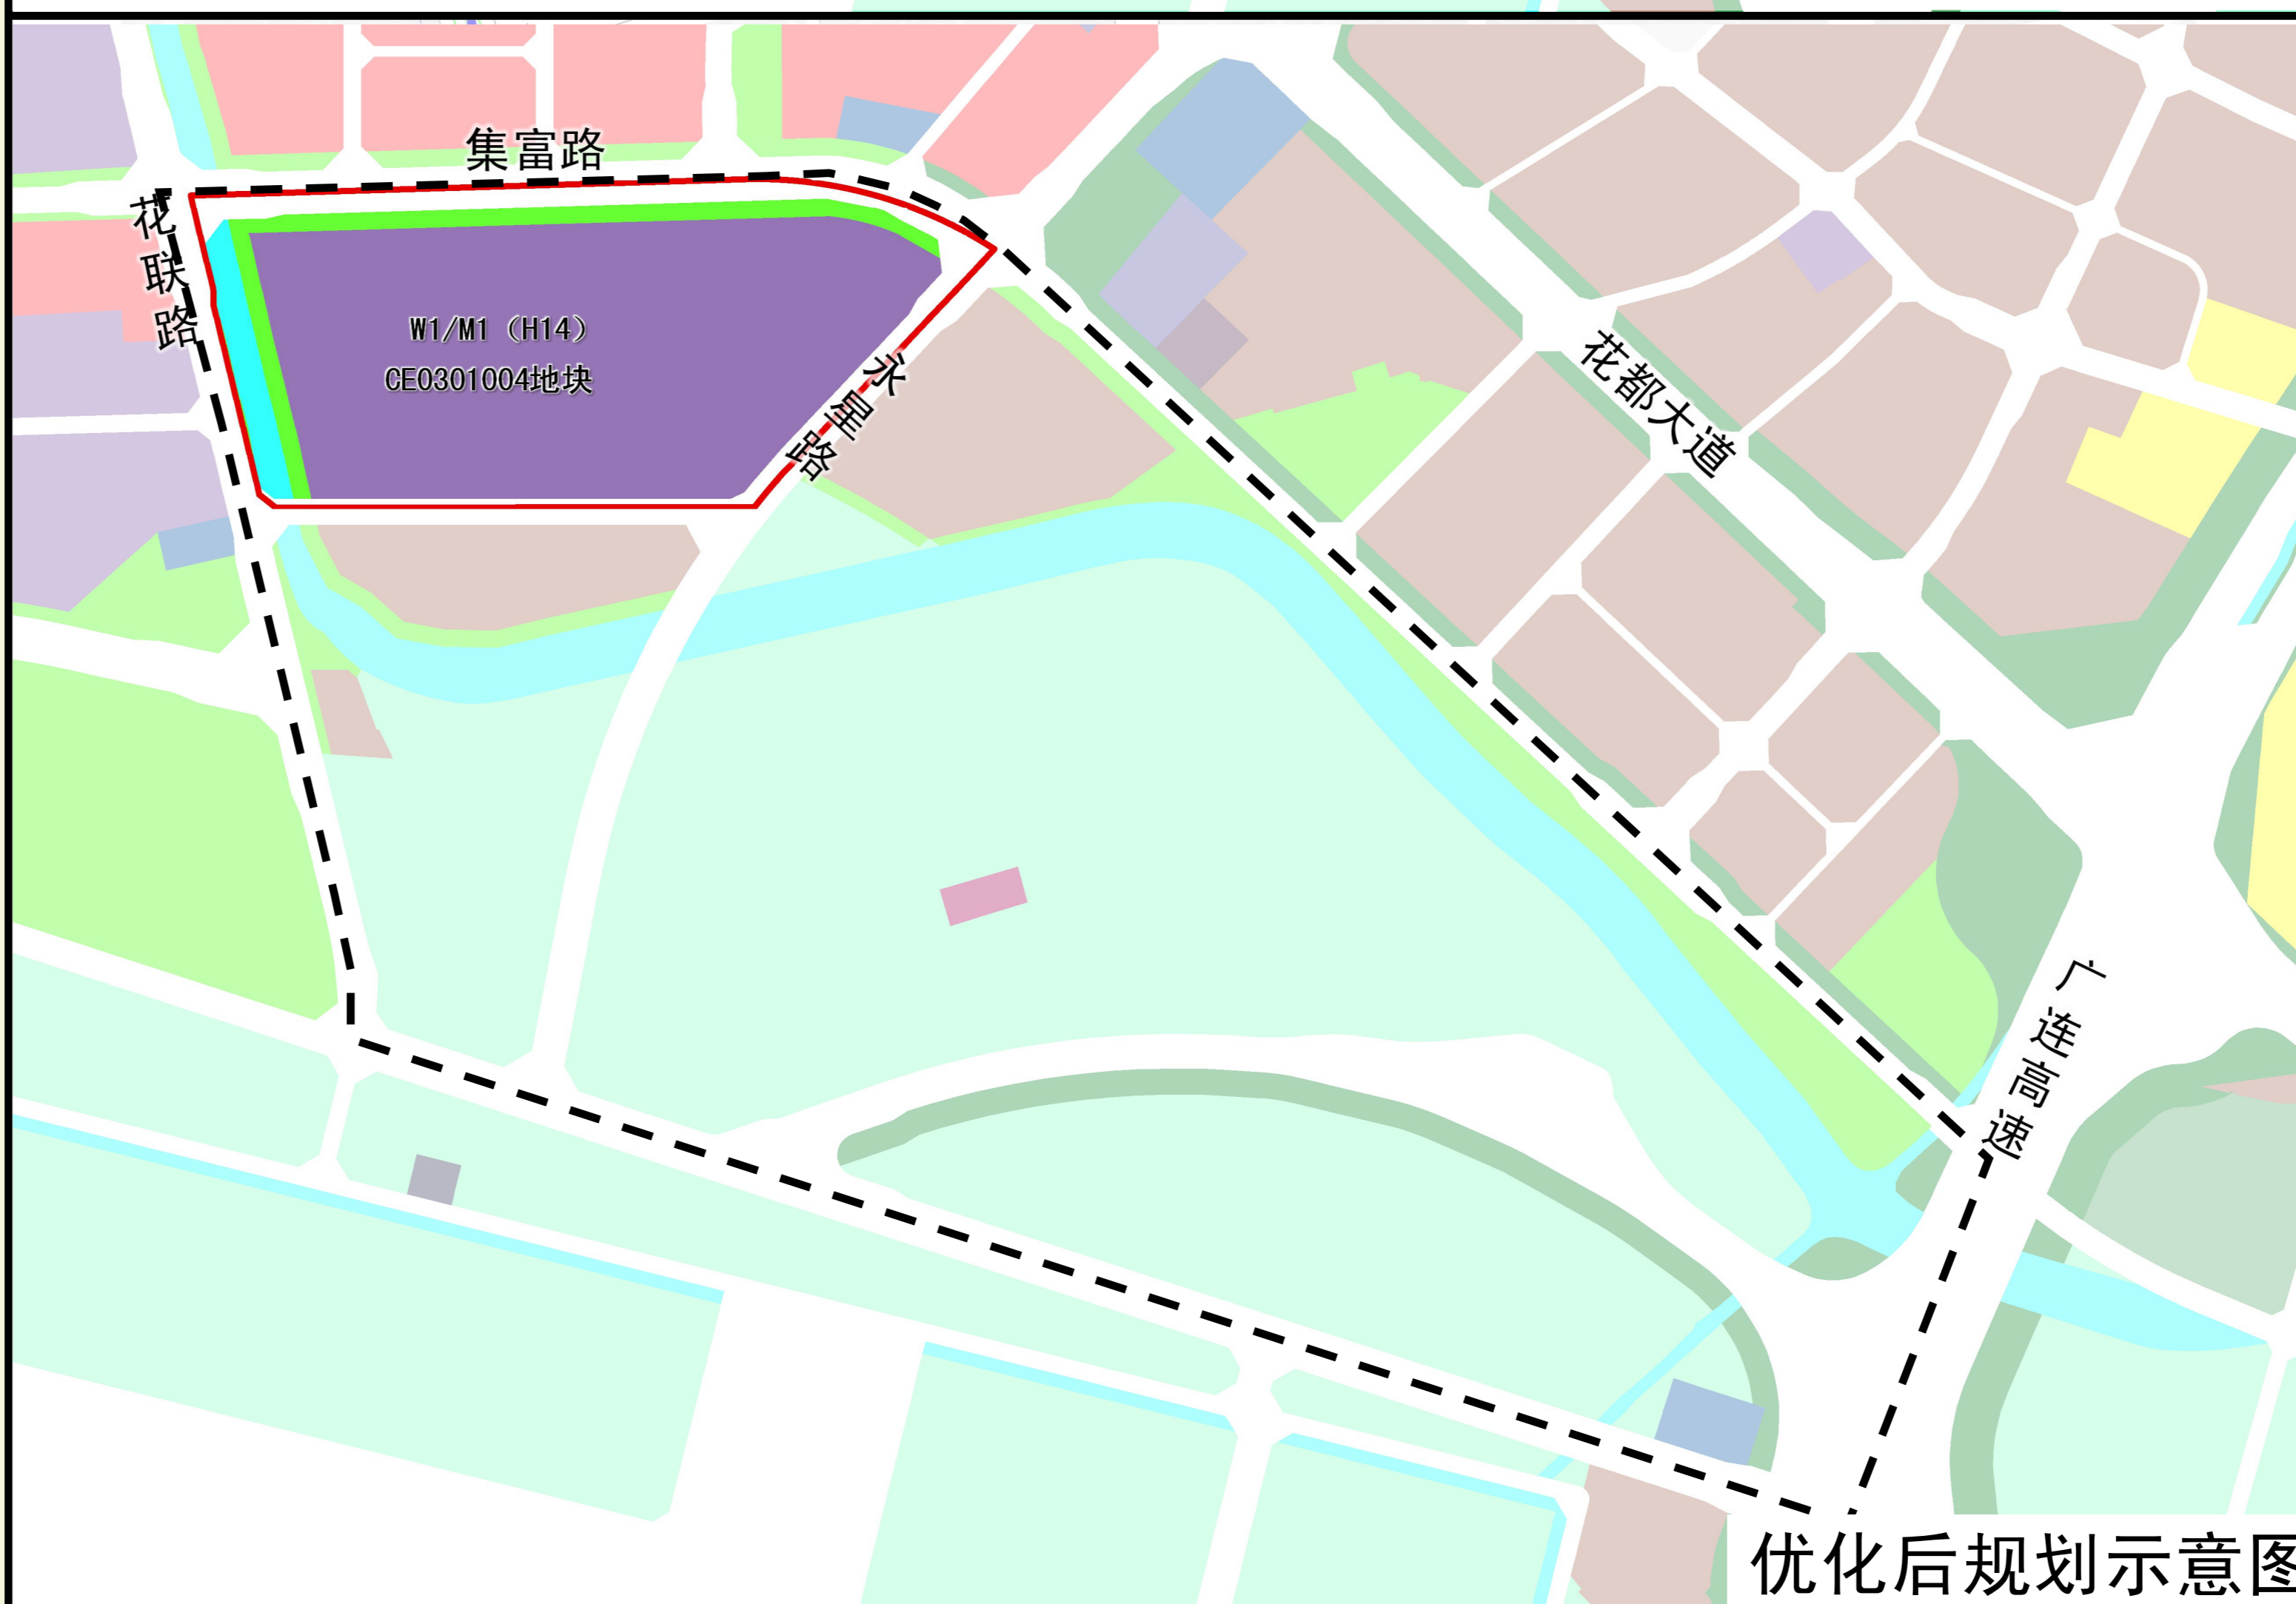 集富路
花联路
W1/M1（H14）
CE0301004地块
永星路
花都大道
广连高速
优化后规划示意图